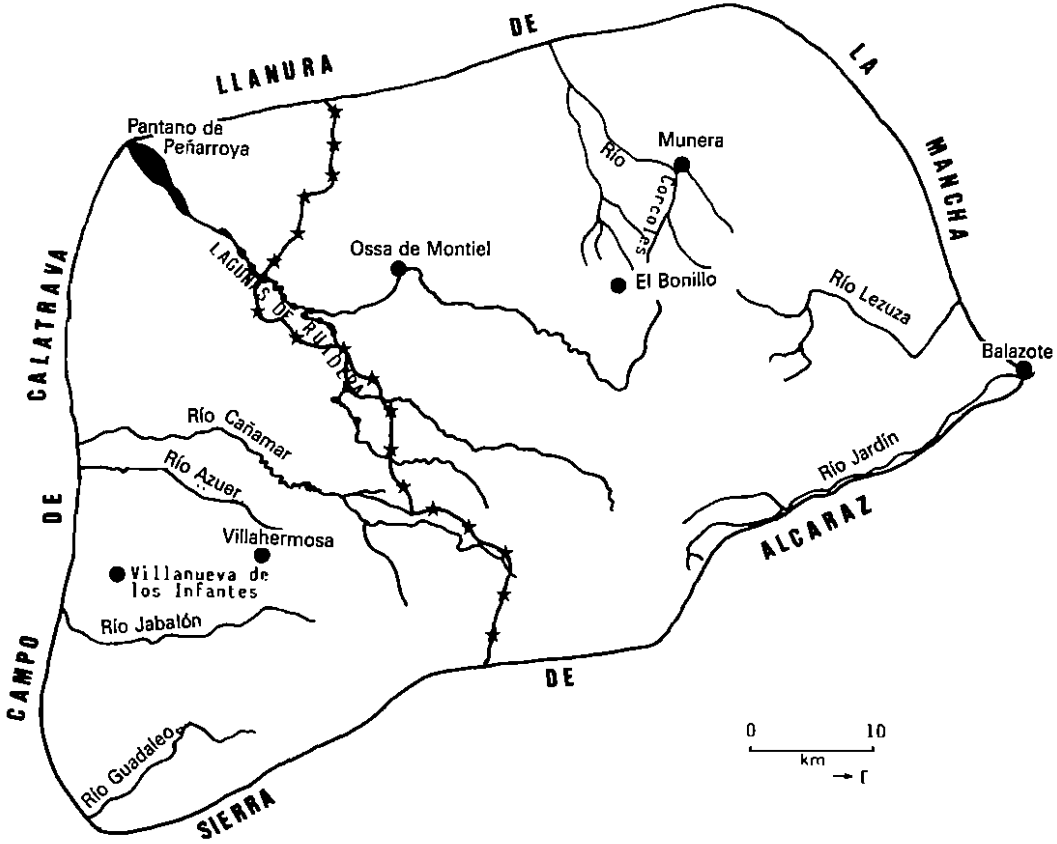 LLANURA DE LA MANCHA
Pantano de
Peñarroya
Río Corcoles
Munera
LAGUNAS DE RUIDERA
Ossa de Montiel
El Bonillo
Río Lezuza
Balazote
CAMPO DE CALATRAVA
Río Cañamar
Río Azuer
Río Jardín
Villahermosa
Villanueva de
los Infantes
Río Jabalón
Río Guadaleo
SIERRA DE ALCARAZ
0 10
km